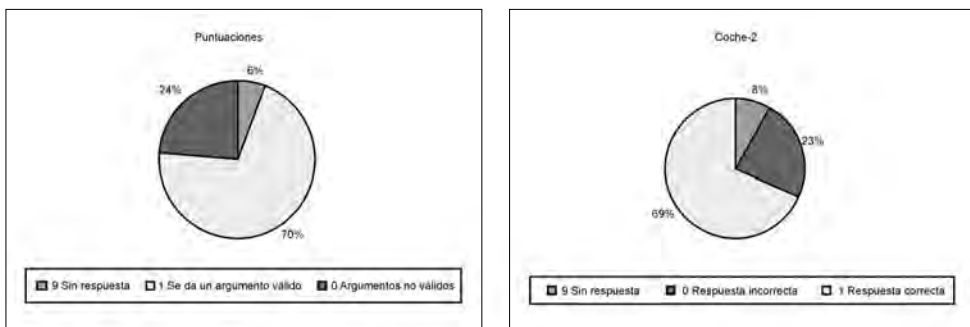 Puntuaciones
6%
24%
70%
9 Sin respuesta 1 Se da un argumento válido 0 Argumentos no válidos
Coche-2
8%
23%
69%
9 Sin respuesta 0 Respuesta incorrecta 1 Respuesta correcta